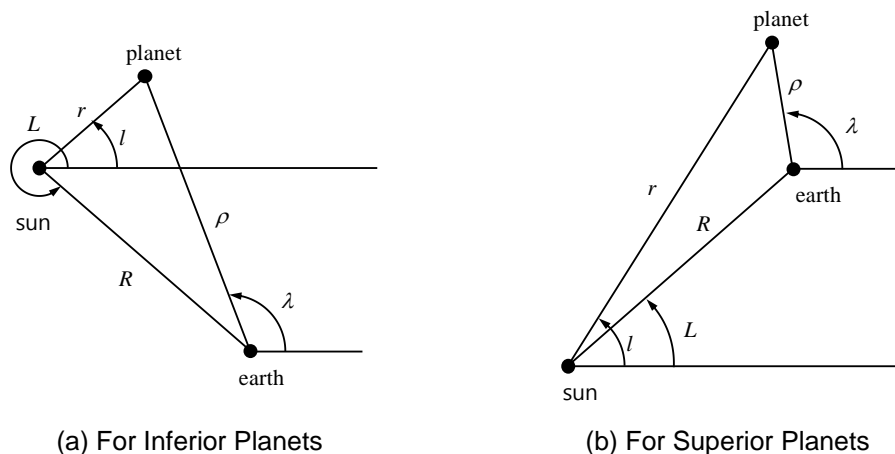 planet
r
L
l
sun
ρ
R
λ
earth
(a) For Inferior Planets
planet
ρ
λ
r
earth
R
L
l
sun
(b) For Superior Planets